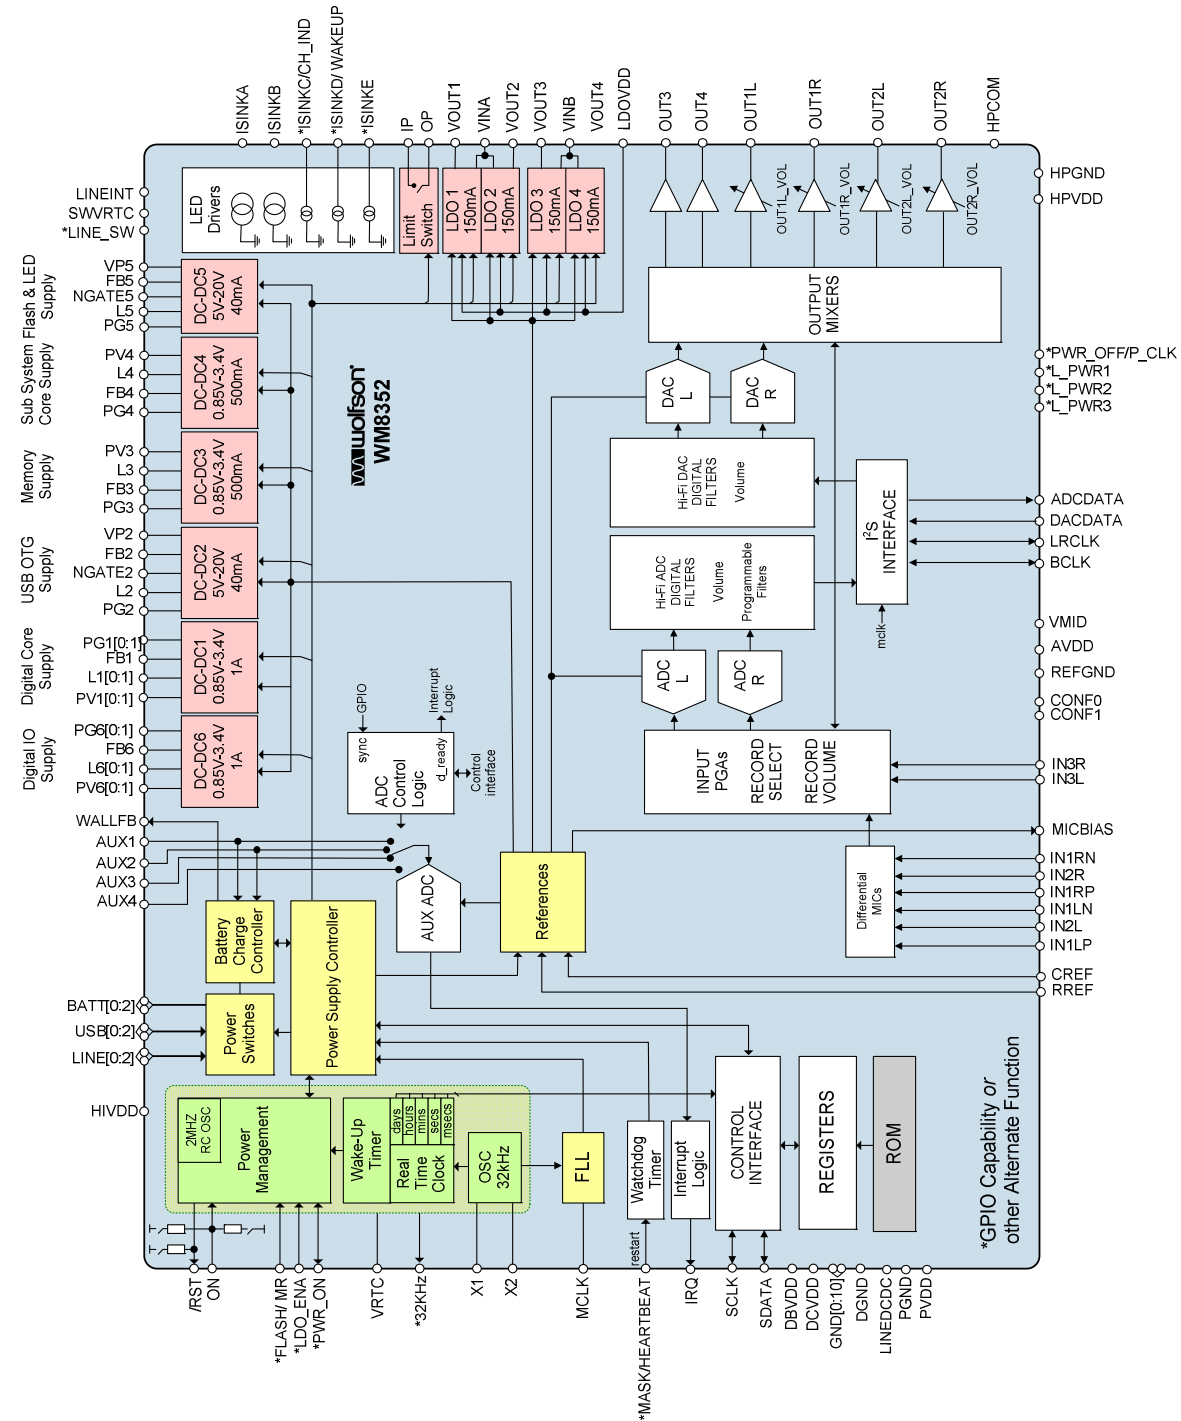 ISINKA
ISINKB
*ISINKC/CH_IND
*ISINKD/ WAKEUP
*ISINKE
IP
OP
VOUT1
VINA
VOUT2
VOUT3
VINB
VOUT4
LDOVDD
OUT3
OUT4
OUT1L
OUT1R
OUT2L
OUT2R
HPCOM
LINEINT
SWVRTC
*LINE_SW
LED
Drivers
Limit
Switch
LDO 1
150mA
LDO 2
150mA
LDO 3
150mA
LDO 4
150mA
OUT1L_VOL
OUT1R_VOL
OUT2L_VOL
OUT2R_VOL
HPGND
HPVDD
Sub System Flash & LED
Core Supply
Supply
VP5
FB5
NGATE5
L5
PG5
DC-DC5
5V-20V
40mA
PV4
L4
FB4
PG4
DC-DC4
0.85V-3.4V
500mA
Memory
Supply
PV3
L3
FB3
PG3
DC-DC3
0.85V-3.4V
500mA
USB OTG
Supply
VP2
FB2
NGATE2
L2
PG2
DC-DC2
5V-20V
40mA
Digital Core
Supply
PG1[0:1]
FB1
L1[0:1]
PV1[0:1]
DC-DC1
0.85V-3.4V
1A
Digital IO
Supply
PG6[0:1]
FB6
L6[0:1]
PV6[0:1]
DC-DC6
0.85V-3.4V
1A
wolfson
WM8352
OUTPUT
MIXERS
DAC
L
DAC
R
Hi-Fi DAC
DIGITAL
FILTERS
Volume
Hi-Fi ADC
DIGITAL
FILTERS
Volume
Programmable
Filters
I2S
INTERFACE
mclk
ADC
L
ADC
R
INPUT
PGAs
RECORD
SELECT
RECORD
VOLUME
Differential
MICs
*PWR_OFF/P_CLK
*L_PWR1
*L_PWR2
*L_PWR3
ADCDATA
DACDATA
LRCLK
BCLK
VMID
AVDD
REFGND
CONF0
CONF1
IN3R
IN3L
MICBIAS
IN1RN
IN2R
IN1RP
IN1LN
IN2L
IN1LP
CREF
RREF
GPIO
Interrupt
Logic
sync
d_ready
ADC
Control
Logic
Control
interface
WALLFB
AUX1
AUX2
AUX3
AUX4
AUX ADC
References
Battery
Charge
Controller
Power Supply Controller
Power
Switches
BATT[0:2]
USB[0:2]
LINE[0:2]
HIVDD
2MHZ
RC OSC
Power
Management
Wake-Up
Timer
days
hours
mins
secs
msecs
Real
Time
Clock
OSC
32kHz
FLL
Watchdog
Timer
restart
Interrupt
Logic
CONTROL
INTERFACE
REGISTERS
ROM
*GPIO Capability or
other Alternate Function
/RST
ON
*FLASH/ MR
*LDO_ENA
*PWR_ON
VRTC
*32KHz
X1
X2
MCLK
*MASK/HEARTBEAT
IRQ
SCLK
SDATA
DBVDD
DCVDD
GND[0:10]
DGND
LINEDCDC
PGND
PVDD